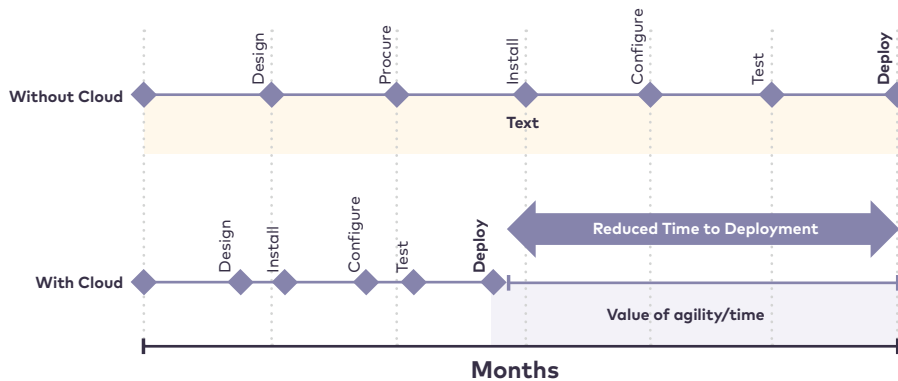 Design
Procure
Install
Configure
Test
Deploy
Without Cloud
Text
Design
Install
Configure
Test
Deploy
Reduced Time to Deployment
With Cloud
Value of agility/time
Months